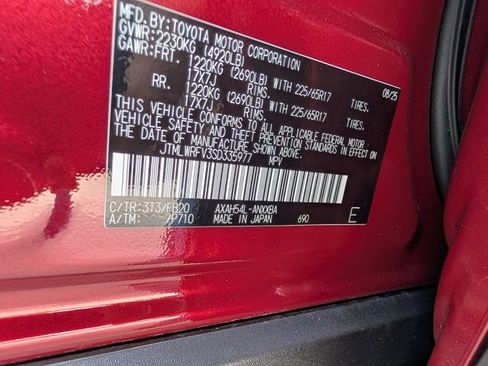 MFD. BY: TOYOTA MOTOR CORPORATION 08/25
GVWR: 2230KG (4920LB)
GAWR: FRT. 1220KG (2690LB) WITH 225/65R17 TIRES.
17X7J RIMS.
RR. 1220KG (2690LB) WITH 225/65R17 TIRES.
17X7J RIMS.
THIS VEHICLE CONFORMS TO ALL APPLICABLE FEDERAL MOTOR
VEHICLE SAFETY AND THEFT PREVENTION STANDARDS IN EFFECT ON
THE DATE OF MANUFACTURE SHOWN ABOVE.
JTMLWRFV3SD335977 MPV
C/TR: 3T3/FB20 AXAH54L-ANXXBA
A/TM: /P710 MADE IN JAPAN 690 E